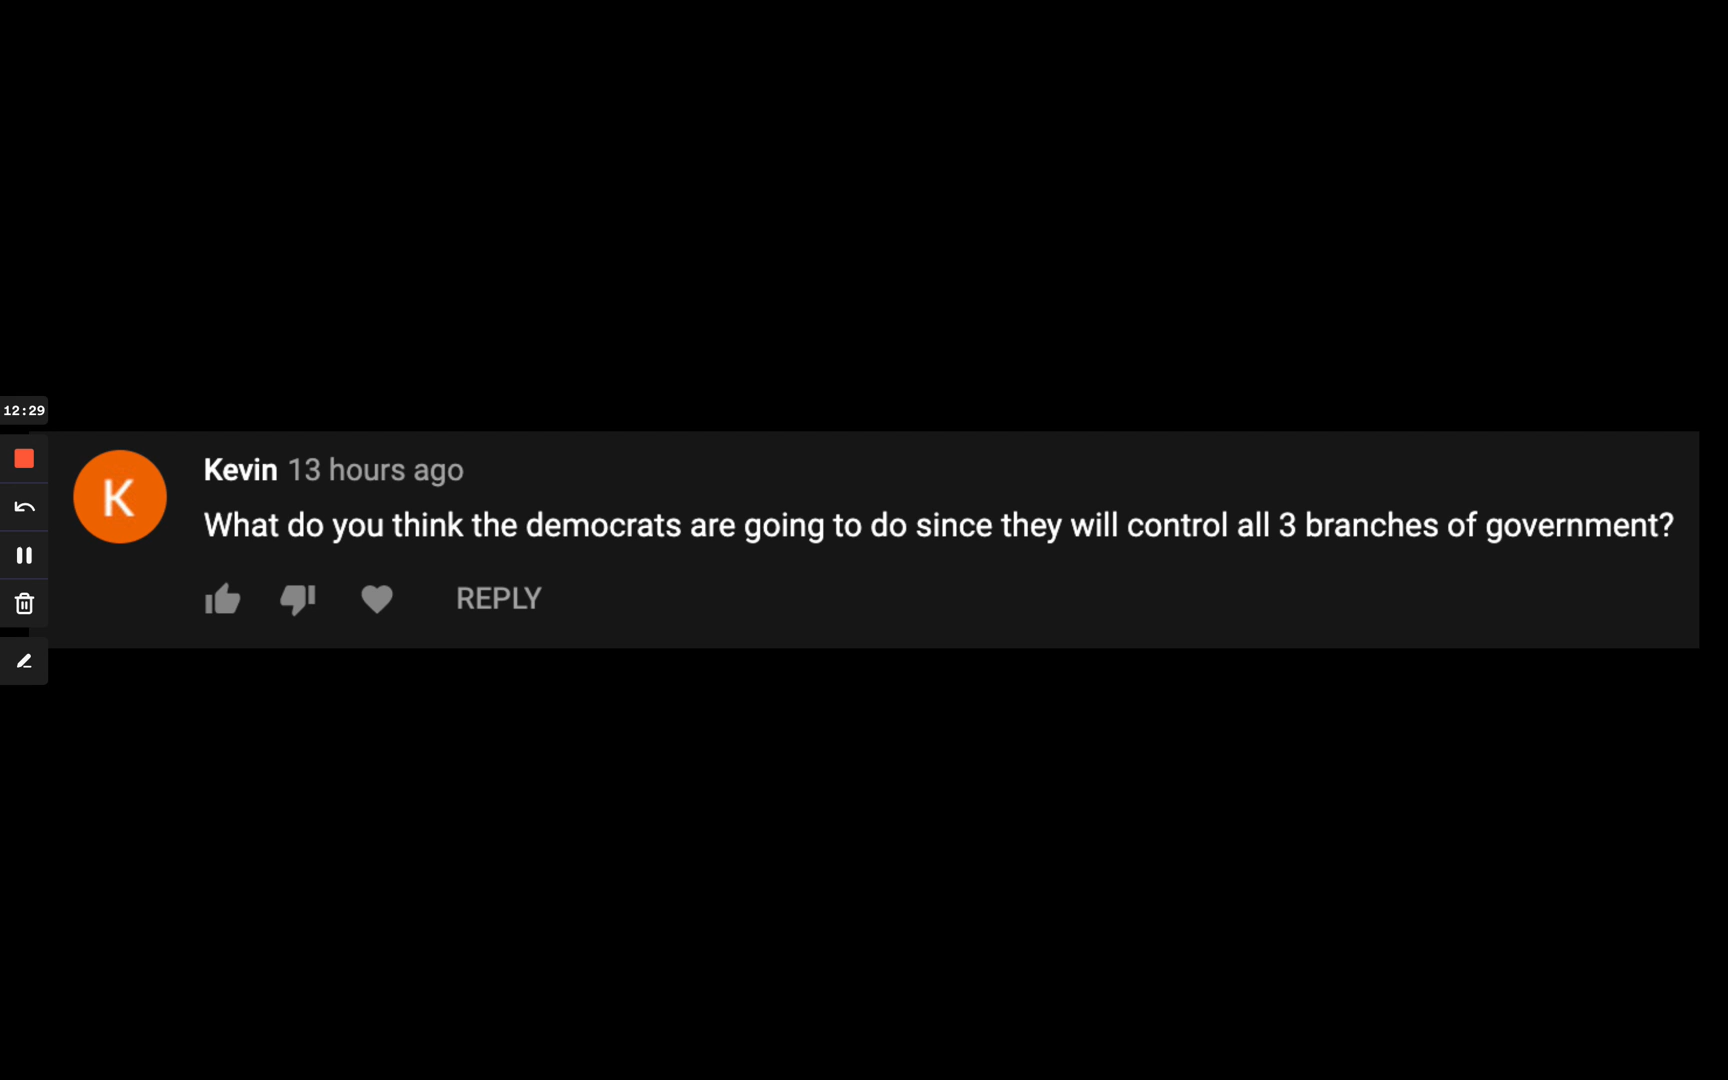 12:29
Kevin 13 hours ago
K
What do you think the democrats are going to do since they will control all 3 branches of government?
REPLY